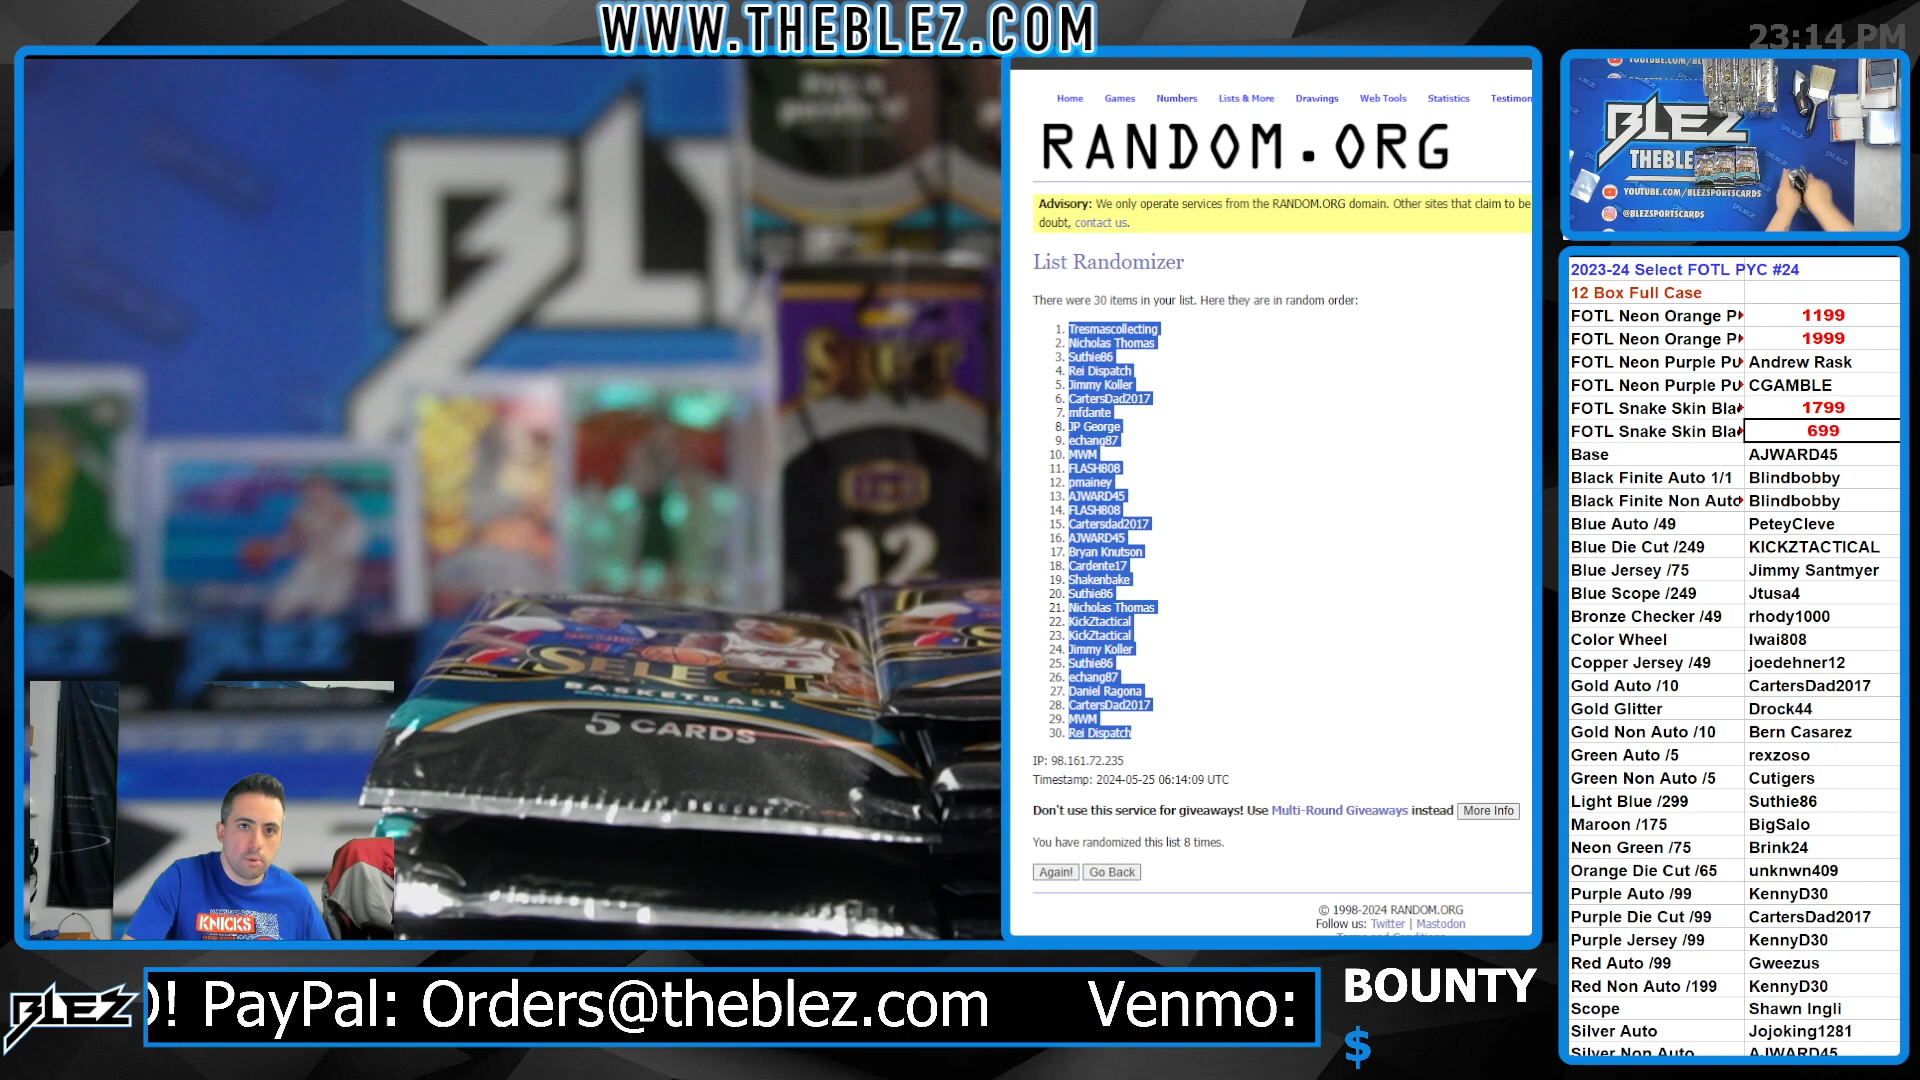 WWW.THEBLEZ.COM
23:14 PM
Home Games Numbers Lists & More Drawings Web Tools Statistics Testimon
RANDOM.ORG
Advisory: We only operate services from the RANDOM.ORG domain. Other sites that claim to be
doubt, contact us.
List Randomizer
There were 30 items in your list. Here they are in random order:
1. Tresmascollecting
2. Nicholas Thomas
3. Suthie86
4. Rei Dispatch
5. Jimmy Koller
6. CartersDad2017
7. mfdante
8. JP George
9. echang87
10. MWM
11. FLASH808
12. pmainey
13. AJWARD45
14. FLASH808
15. Cartersdad2017
16. AJWARD45
17. Bryan Knutson
18. Cardente17
19. Shakenbake
20. Suthie86
21. Nicholas Thomas
22. KickZtactical
23. KickZtactical
24. Jimmy Koller
25. Suthie86
26. echang87
27. Daniel Ragona
28. CartersDad2017
29. MWM
30. Rei Dispatch
IP: 98.161.72.235
Timestamp: 2024-05-25 06:14:09 UTC
Don't use this service for giveaways! Use Multi-Round Giveaways instead More Info
You have randomized this list 8 times.
Again! Go Back
© 1998-2024 RANDOM.ORG
Follow us: Twitter | Mastodon
BLEZ
THEBLE
YOUTUBE.COM/BLEZSPORTSCARDS
@BLEZSPORTSCARDS
2023-24 Select FOTL PYC #24
12 Box Full Case
FOTL Neon Orange P 1199
FOTL Neon Orange P 1999
FOTL Neon Purple Pu Andrew Rask
FOTL Neon Purple Pu CGAMBLE
FOTL Snake Skin Bla 1799
FOTL Snake Skin Bla 699
Base AJWARD45
Black Finite Auto 1/1 Blindbobby
Black Finite Non Auto Blindbobby
Blue Auto /49 PeteyCleve
Blue Die Cut /249 KICKZTACTICAL
Blue Jersey /75 Jimmy Santmyer
Blue Scope /249 Jtusa4
Bronze Checker /49 rhody1000
Color Wheel Iwai808
Copper Jersey /49 joedehner12
Gold Auto /10 CartersDad2017
Gold Glitter Drock44
Gold Non Auto /10 Bern Casarez
Green Auto /5 rexzoso
Green Non Auto /5 Cutigers
Light Blue /299 Suthie86
Maroon /175 BigSalo
Neon Green /75 Brink24
Orange Die Cut /65 unknwn409
Purple Auto /99 KennyD30
Purple Die Cut /99 CartersDad2017
Purple Jersey /99 KennyD30
Red Auto /99 Gweezus
Red Non Auto /199 KennyD30
Scope Shawn Ingli
Silver Auto Jojoking1281
Silver Non Auto AJWARD45
BL
SELECT
12
SELECT
BASKETBALL
5 CARDS
KNICKS
BLEZ
! PayPal: Orders@theblez.com Venmo:
BOUNTY
$